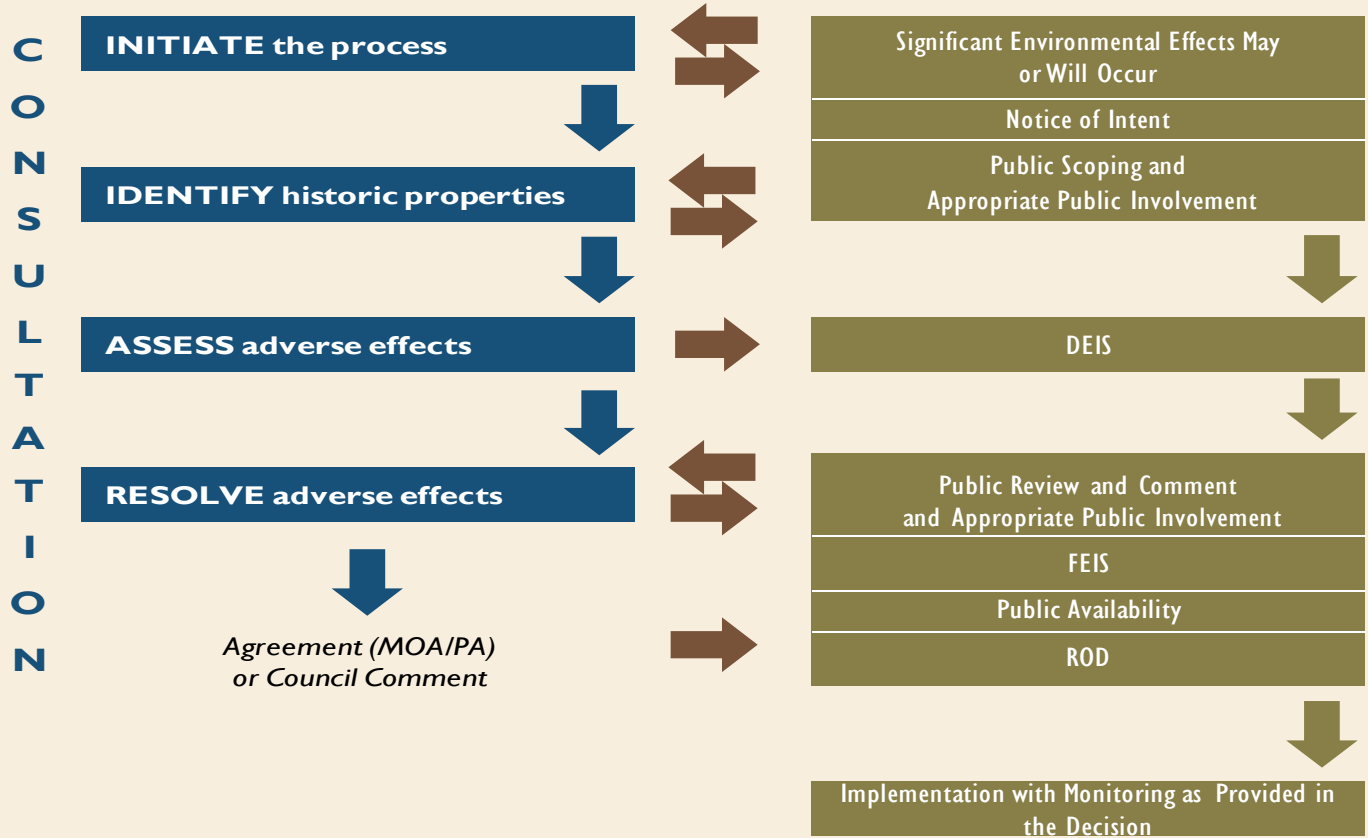 CONSULTATION
INITIATE the process
IDENTIFY historic properties
ASSESS adverse effects
RESOLVE adverse effects
Agreement (MOA/PA)
or Council Comment
Significant Environmental Effects May
or Will Occur
Notice of Intent
Public Scoping and
Appropriate Public Involvement
DEIS
Public Review and Comment
and Appropriate Public Involvement
FEIS
Public Availability
ROD
Implementation with Monitoring as Provided in
the Decision